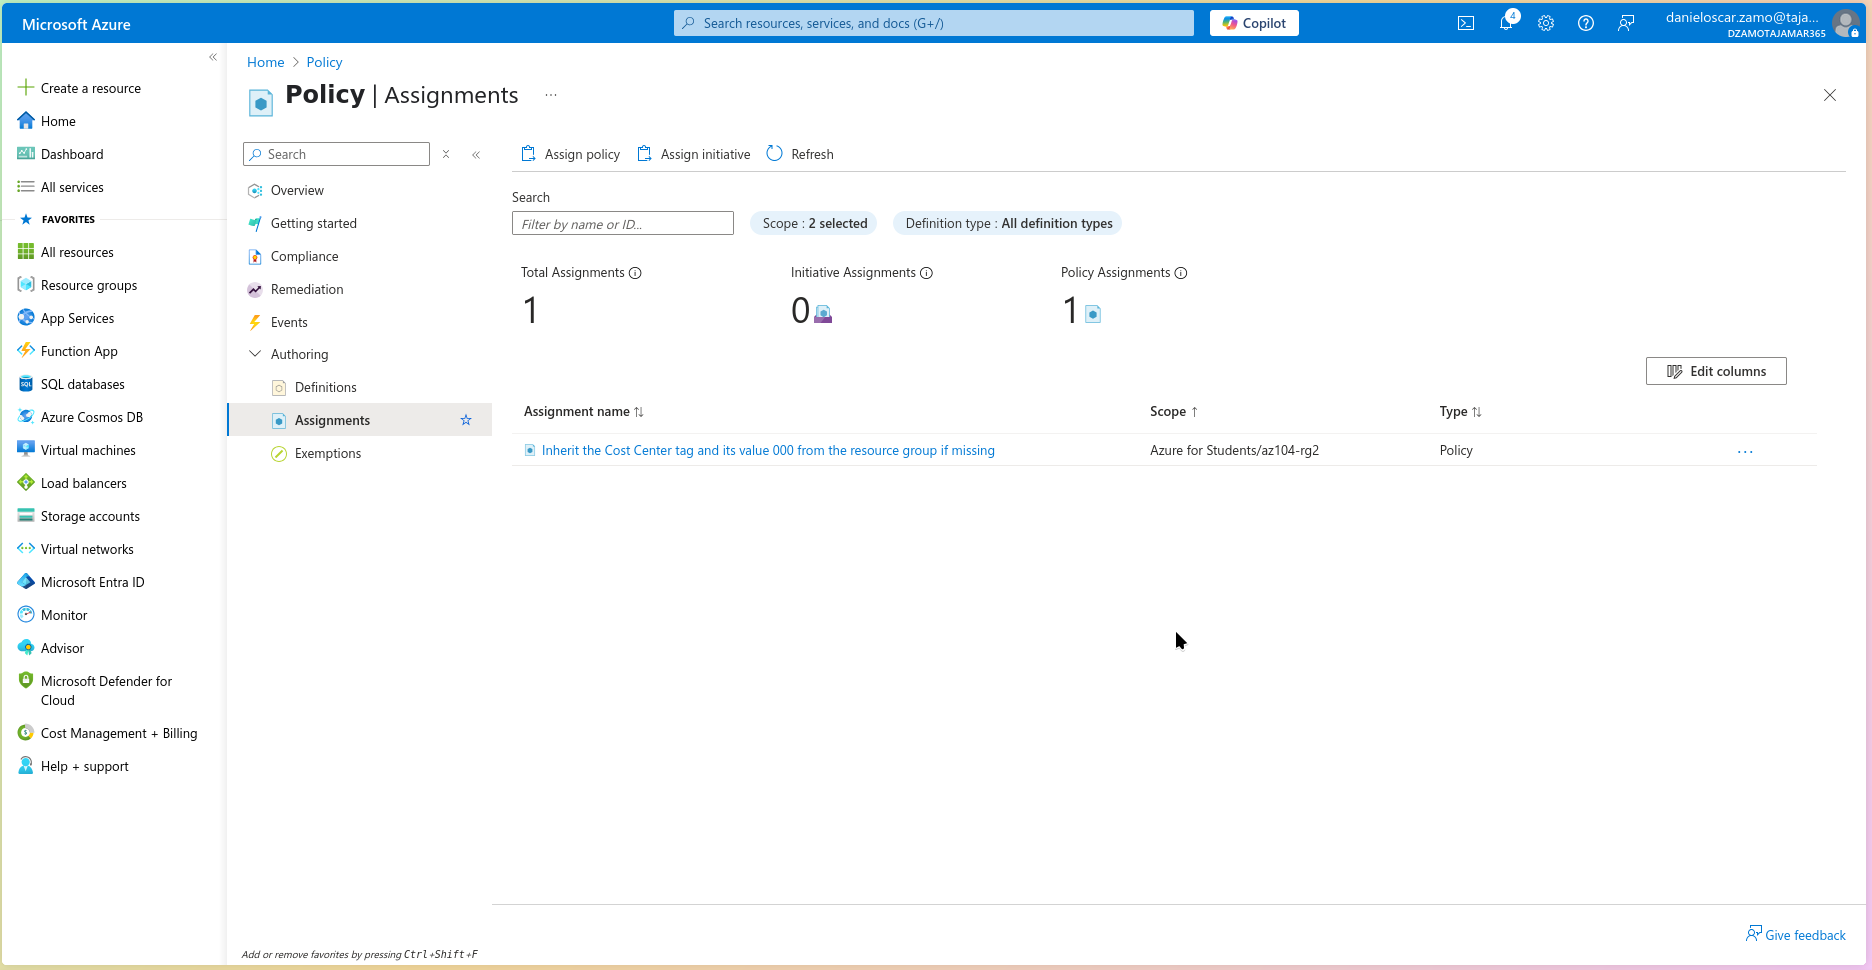 Microsoft Azure
Search resources, services, and docs (G+/)
Copilot
4
danieloscar.zamo@taja...
DZAMOTAJAMAR365
«
Create a resource
Home
Dashboard
All services
FAVORITES
All resources
Resource groups
App Services
Function App
SQL databases
Azure Cosmos DB
Virtual machines
Load balancers
Storage accounts
Virtual networks
Microsoft Entra ID
Monitor
Advisor
Microsoft Defender for
Cloud
Cost Management + Billing
Help + support
Home > Policy
Policy | Assignments ...
Search
«
Overview
Getting started
Compliance
Remediation
Events
Authoring
Definitions
Assignments
Exemptions
Add or remove favorites by pressing Ctrl+Shift+F
Assign policy Assign initiative Refresh
Search
Filter by name or ID...
Scope : 2 selected
Definition type : All definition types
Total Assignments
1
Initiative Assignments
0
Policy Assignments
1
Edit columns
Assignment name ↑↓ Scope ↑ Type ↑↓
Inherit the Cost Center tag and its value 000 from the resource group if missing Azure for Students/az104-rg2 Policy ...
Give feedback